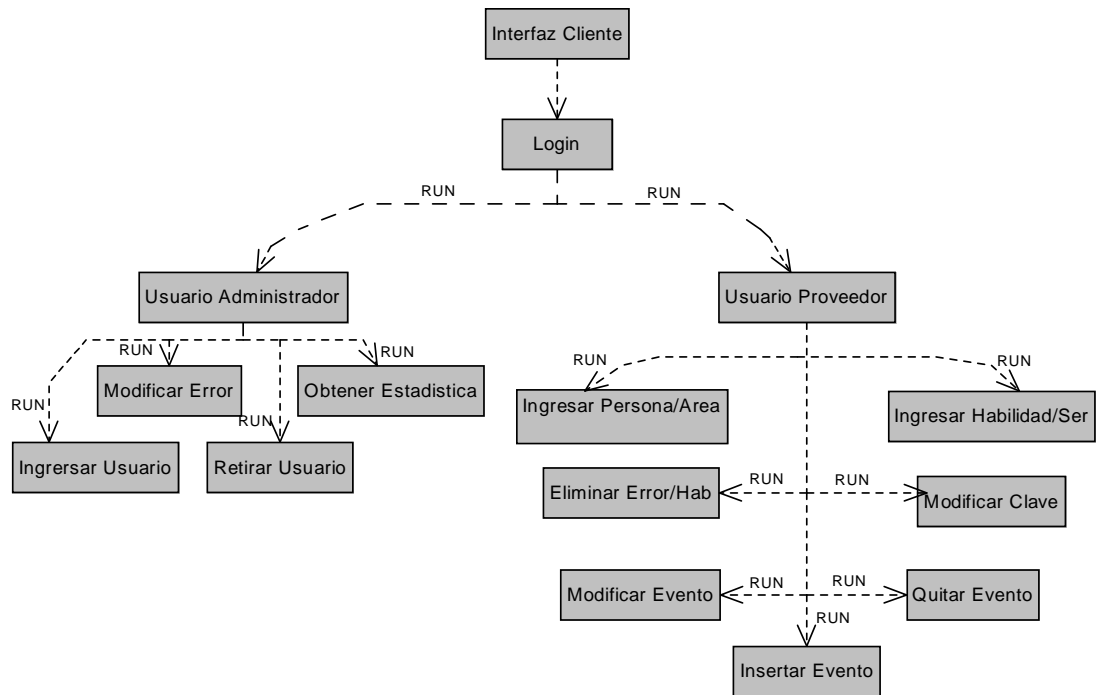 Interfaz Cliente
Login
RUN
RUN
Usuario Administrador
Usuario Proveedor
RUN
RUN
RUN
RUN
Modificar Error
Obtener Estadistica
RUN
RUN
Ingresar Persona/Area
Ingresar Habilidad/Ser
Ingrersar Usuario
Retirar Usuario
Eliminar Error/Hab
RUN
RUN
Modificar Clave
Modificar Evento
RUN
RUN
Quitar Evento
RUN
Insertar Evento